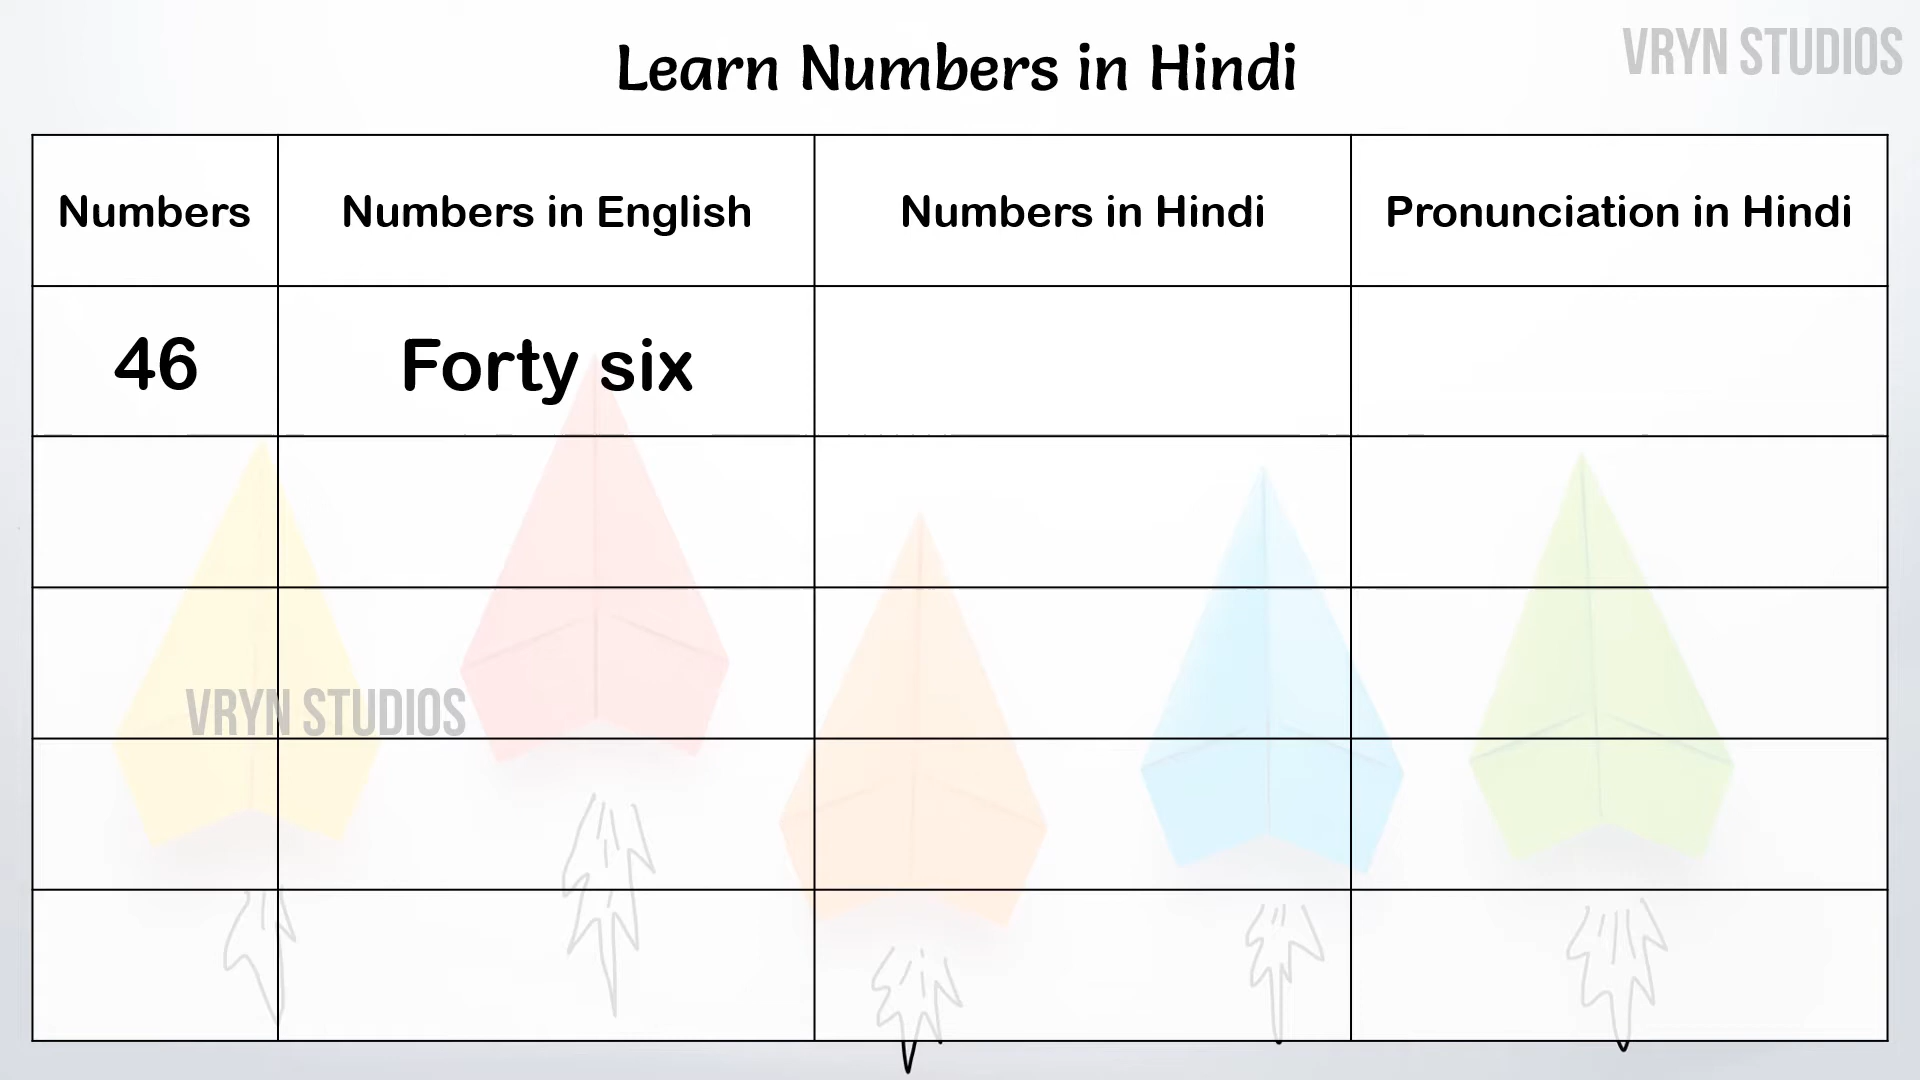 Learn Numbers in Hindi
VRYN STUDIOS
Numbers
Numbers in English
Numbers in Hindi
Pronunciation in Hindi
46
Forty six
VRYN STUDIOS